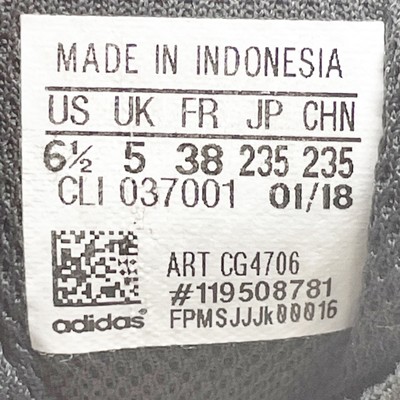 MADE IN INDONESIA
US UK FR JP CHN
6½ 5 38 235 235
CLI 037001 01/18
ART CG4706
#119508781
adidas® FPMSJJJk00016